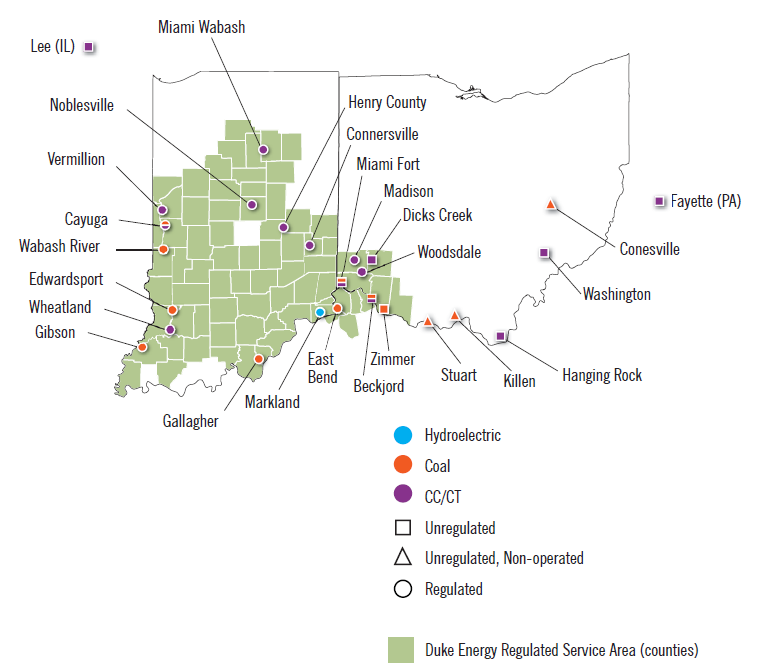 Miami Wabash
Lee (IL)
Noblesville
Henry County
Connersville
Vermillion
Miami Fort
Madison
Fayette (PA)
Cayuga
Dicks Creek
Wabash River
Woodsdale
Conesville
Edwardsport
Washington
Wheatland
Gibson
East
Bend
Zimmer
Beckjord
Stuart
Killen
Hanging Rock
Markland
Gallagher
Hydroelectric
Coal
CC/CT
Unregulated
Unregulated, Non-operated
Regulated
Duke Energy Regulated Service Area (counties)